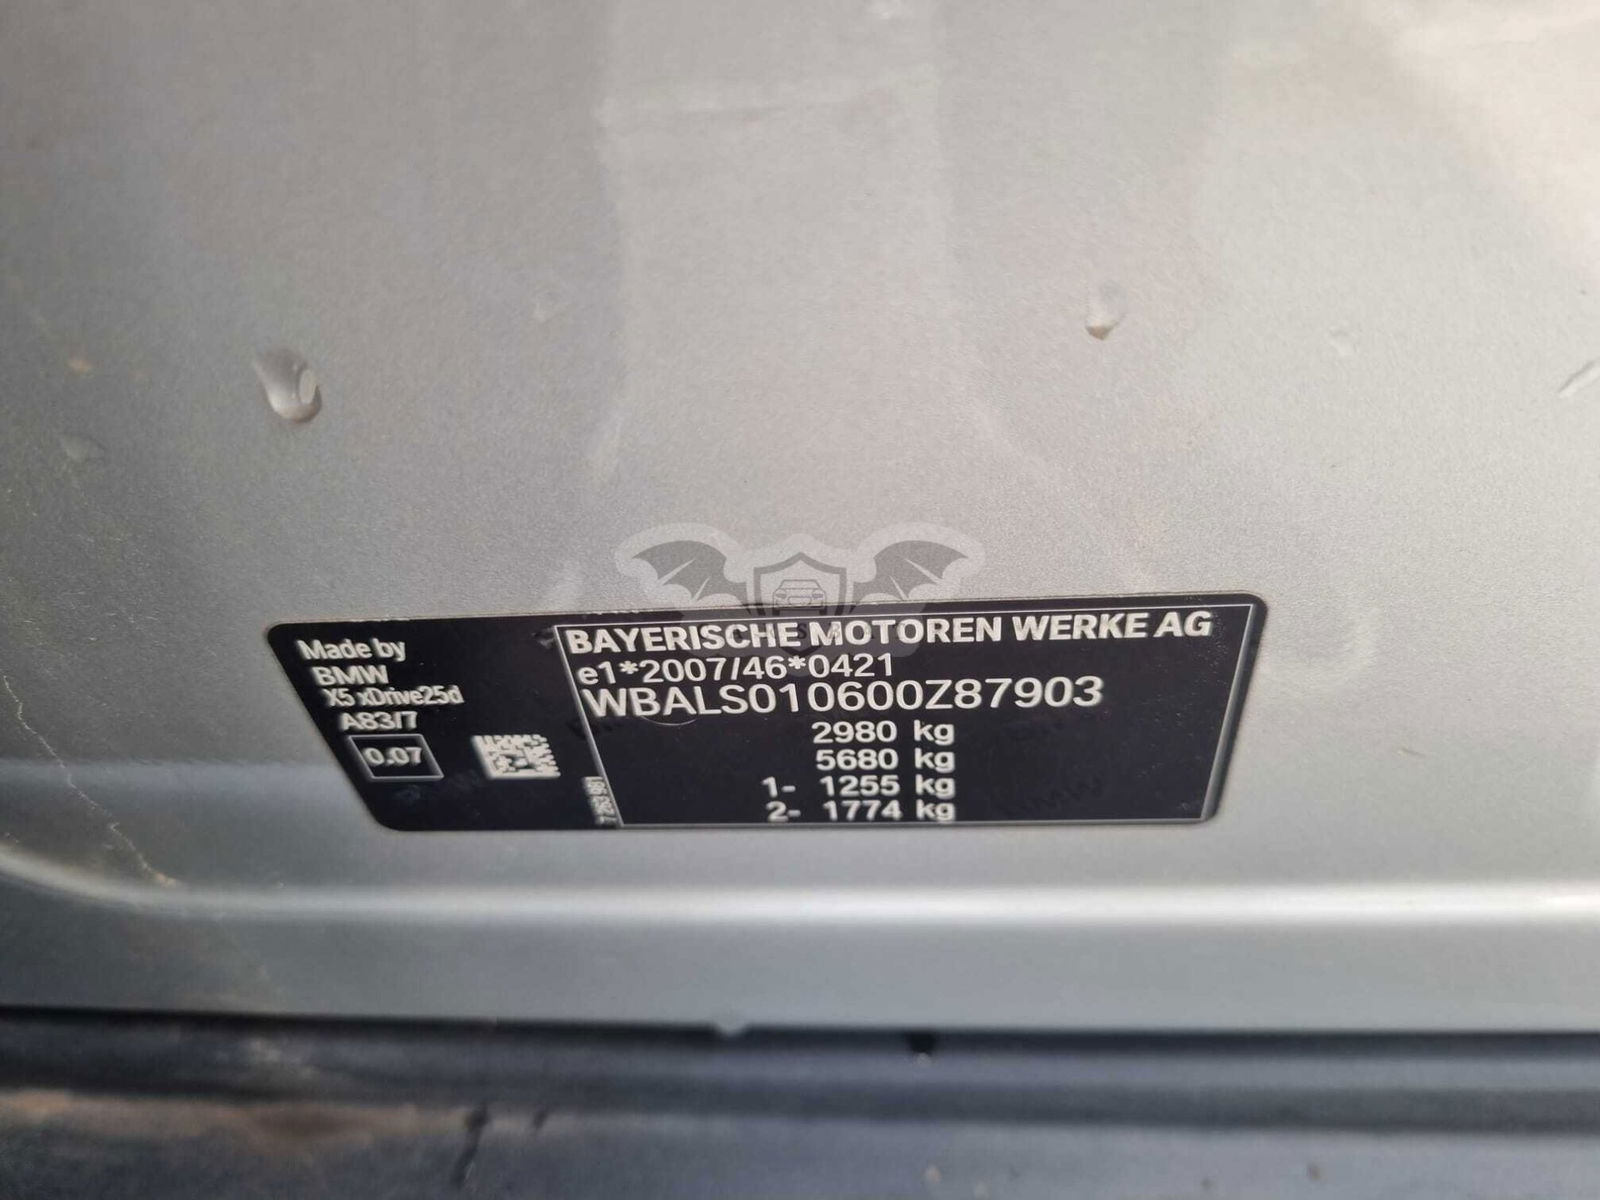 Made by
BMW
X5 xDrive25d
A83/7
0.07
BAYERISCHE MOTOREN WERKE AG
e1*2007/46*0421
WBALS010600Z87903
2980 kg
5680 kg
1- 1255 kg
2- 1774 kg